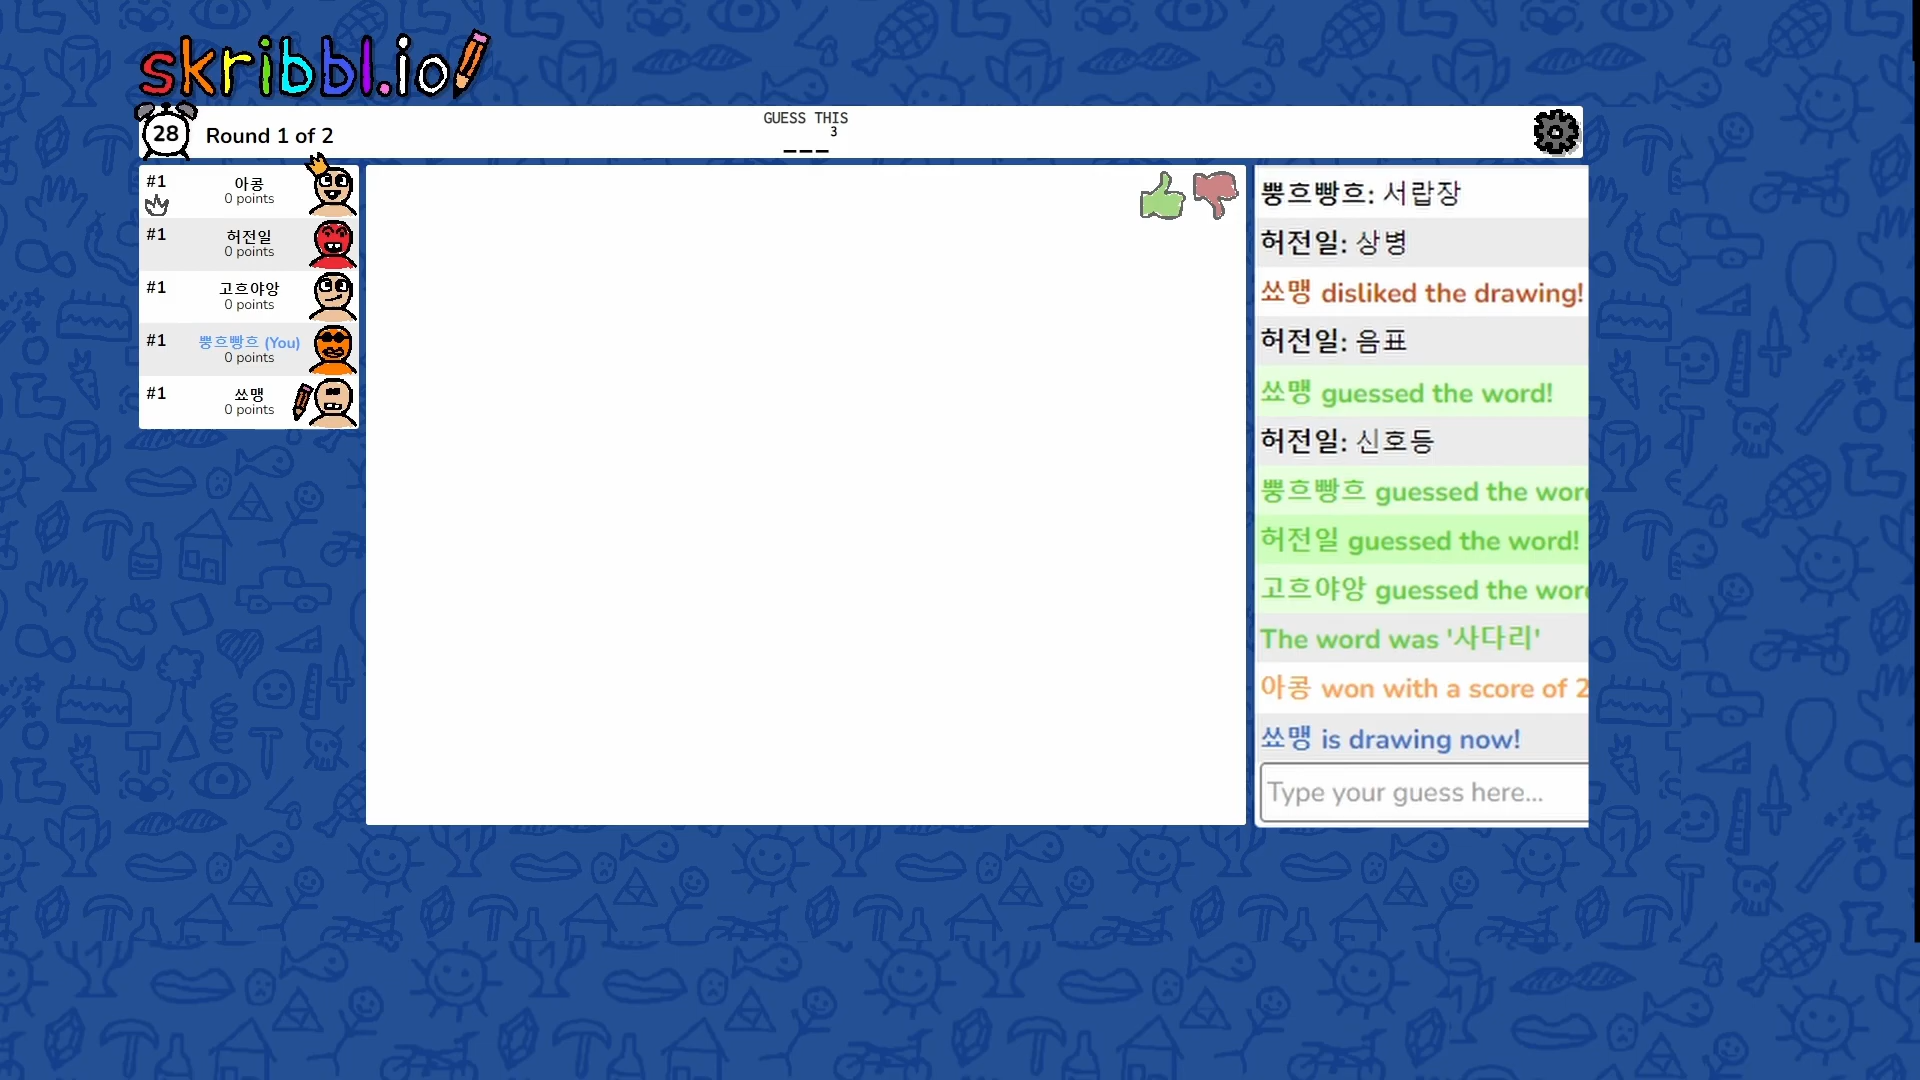 skribbl.io
28
Round 1 of 2
GUESS THIS
3
___
#1
아콩
0 points
#1
허전일
0 points
#1
고흐야앙
0 points
#1
뿡흐빵흐 (You)
0 points
#1
쑈맹
0 points
뿡흐빵흐: 서랍장
허전일: 상병
쑈맹 disliked the drawing!
허전일: 음표
쑈맹 guessed the word!
허전일: 신호등
뿡흐빵흐 guessed the wor
허전일 guessed the word!
고흐야앙 guessed the wor
The word was '사다리'
아콩 won with a score of 2
쑈맹 is drawing now!
Type your guess here...